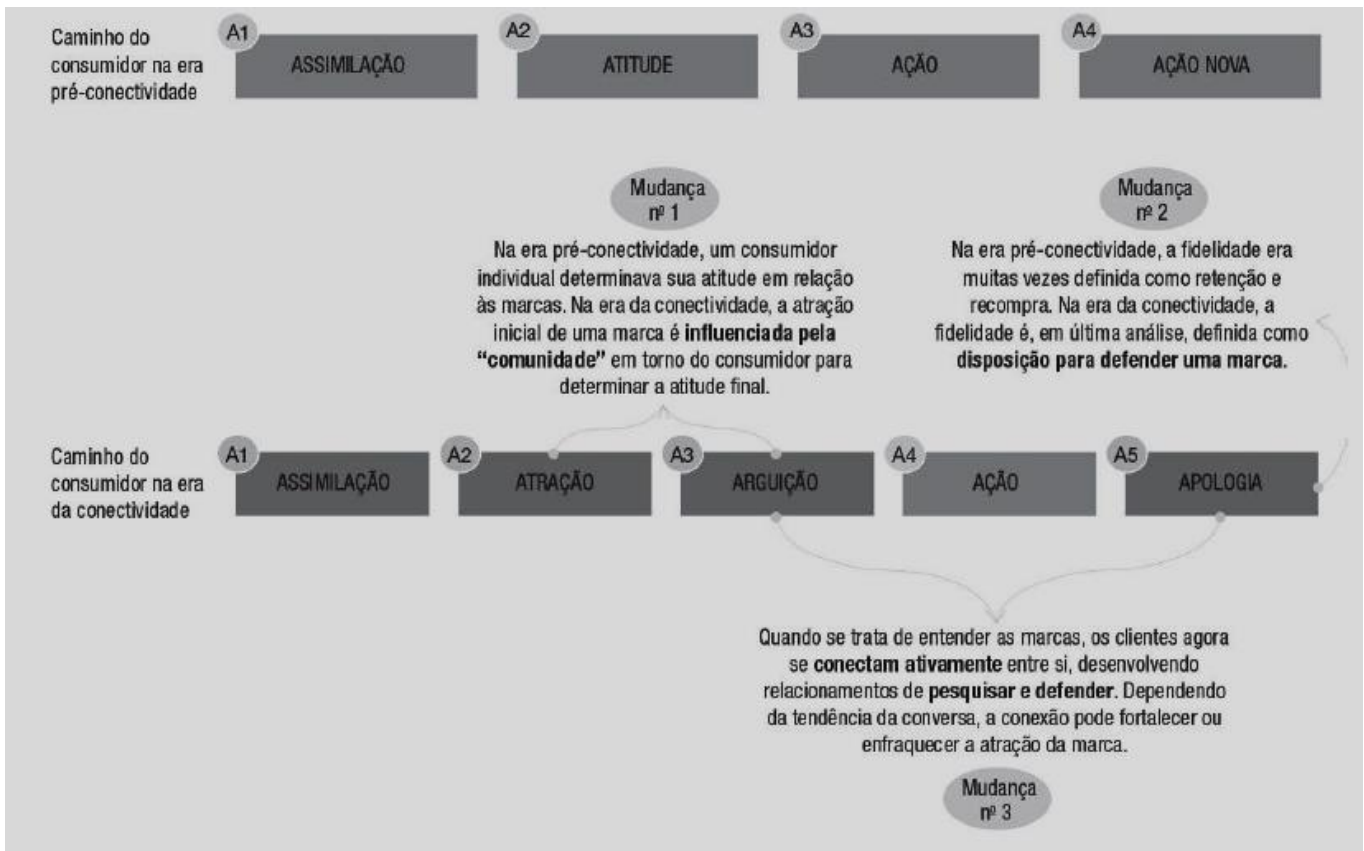 Caminho do
consumidor na era
pré-conectividade
A1
ASSIMILAÇÃO
A2
ATITUDE
A3
AÇÃO
A4
AÇÃO NOVA
Mudança
nº 1
Na era pré-conectividade, um consumidor
individual determinava sua atitude em relação
às marcas. Na era da conectividade, a atração
inicial de uma marca é influenciada pela
“comunidade” em torno do consumidor para
determinar a atitude final.
Mudança
nº 2
Na era pré-conectividade, a fidelidade era
muitas vezes definida como retenção e
recompra. Na era da conectividade, a
fidelidade é, em última análise, definida como
disposição para defender uma marca.
Caminho do
consumidor na era
da conectividade
A1
ASSIMILAÇÃO
A2
ATRAÇÃO
A3
ARGUIÇÃO
A4
AÇÃO
A5
APOLOGIA
Quando se trata de entender as marcas, os clientes agora
se conectam ativamente entre si, desenvolvendo
relacionamentos de pesquisar e defender. Dependendo
da tendência da conversa, a conexão pode fortalecer ou
enfraquecer a atração da marca.
Mudança
nº 3